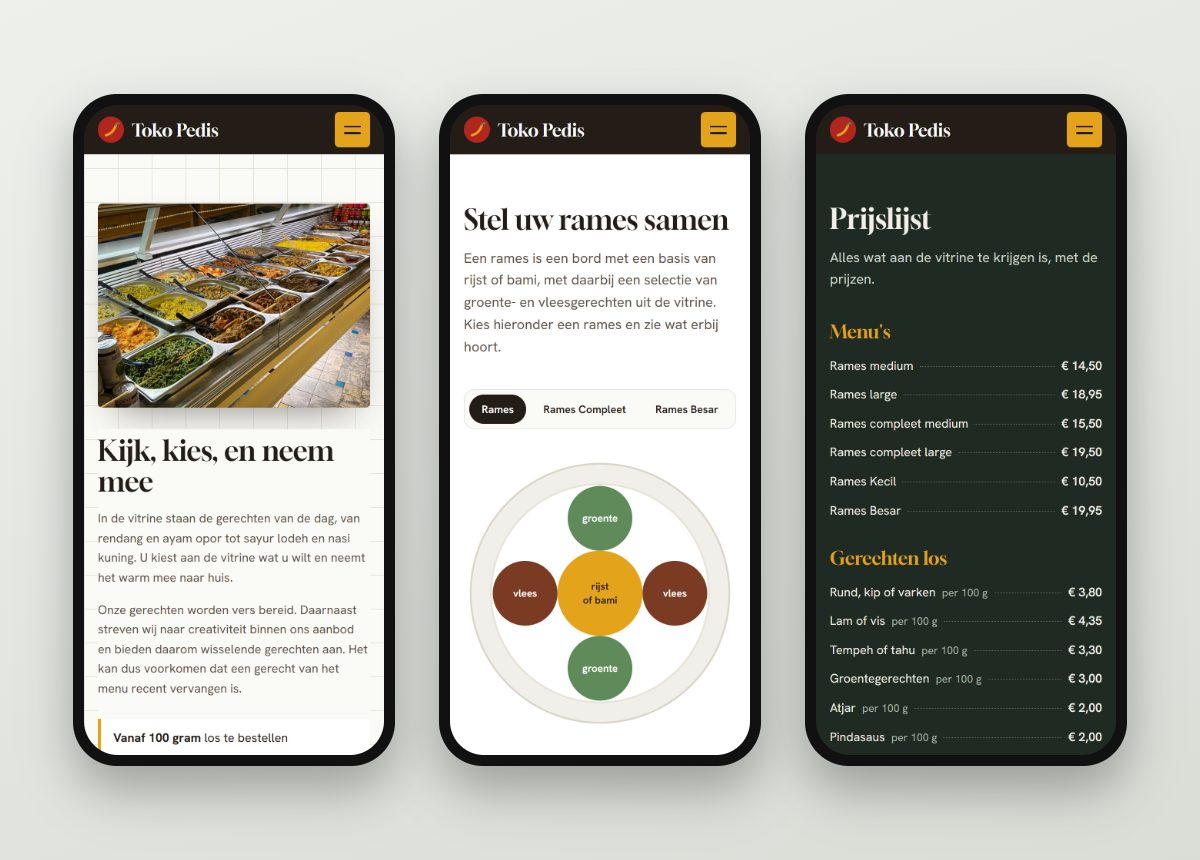 Toko Pedis
Kijk, kies, en neem
mee
In de vitrine staan de gerechten van de dag, van
rendang en ayam opor tot sayur lodeh en nasi
kuning. U kiest aan de vitrine wat u wilt en neemt
het warm mee naar huis.
Onze gerechten worden vers bereid. Daarnaast
streven wij naar creativiteit binnen ons aanbod
en bieden daarom wisselende gerechten aan. Het
kan dus voorkomen dat een gerecht van het
menu recent vervangen is.
Vanaf 100 gram los te bestellen
Toko Pedis
Stel uw rames samen
Een rames is een bord met een basis van
rijst of bami, met daarbij een selectie van
groente- en vleesgerechten uit de vitrine.
Kies hieronder een rames en zie wat erbij
hoort.
Rames Rames Compleet Rames Besar
groente
vlees
rijst
of bami
vlees
groente
Toko Pedis
Prijslijst
Alles wat aan de vitrine te krijgen is, met de
prijzen.
Menu's
Rames medium € 14,50
Rames large € 18,95
Rames compleet medium € 15,50
Rames compleet large € 19,50
Rames Kecil € 10,50
Rames Besar € 19,95
Gerechten los
Rund, kip of varken per 100 g € 3,80
Lam of vis per 100 g € 4,35
Tempeh of tahu per 100 g € 3,30
Groentegerechten per 100 g € 3,00
Atjar per 100 g € 2,00
Pindasaus per 100 g € 2,00